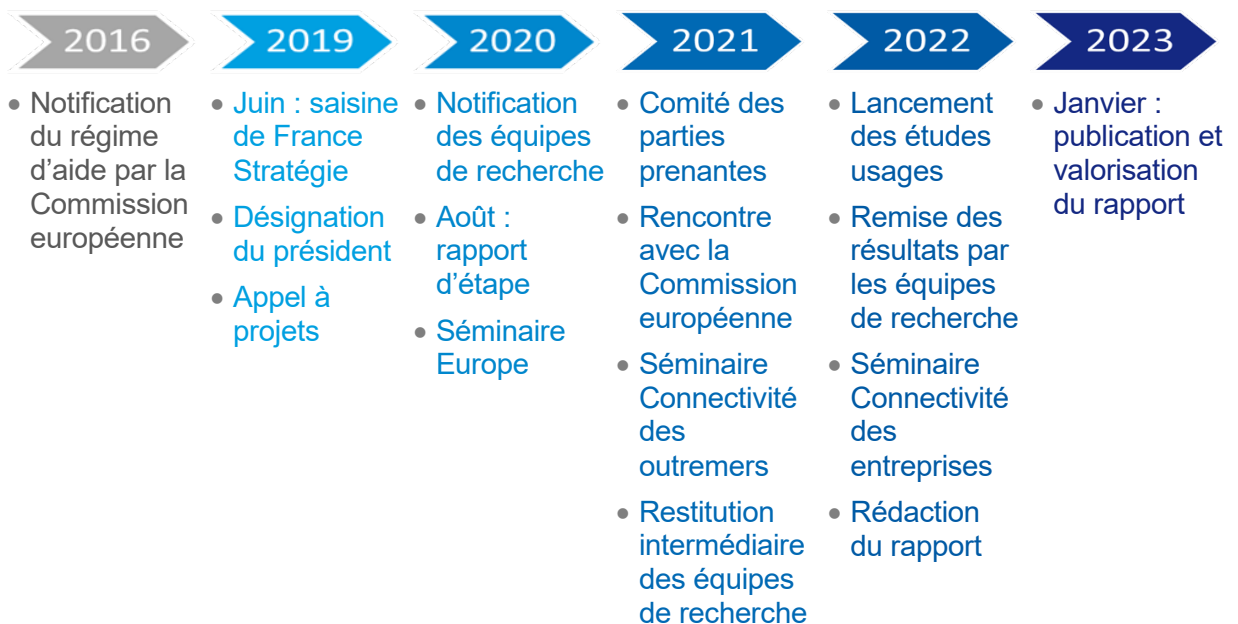 2016
• Notification
du régime
d'aide par la
Commission
européenne
2019
• Juin : saisine
de France
Stratégie
• Désignation
du président
• Appel à
projets
2020
• Notification
des équipes
de recherche
• Août :
rapport
d'étape
• Séminaire
Europe
2021
• Comité des
parties
prenantes
• Rencontre
avec la
Commission
européenne
• Séminaire
Connectivité
des
outremers
• Restitution
intermédiaire
des équipes
de recherche
2022
• Lancement
des études
usages
• Remise des
résultats par
les équipes
de recherche
• Séminaire
Connectivité
des
entreprises
• Rédaction
du rapport
2023
• Janvier :
publication et
valorisation
du rapport